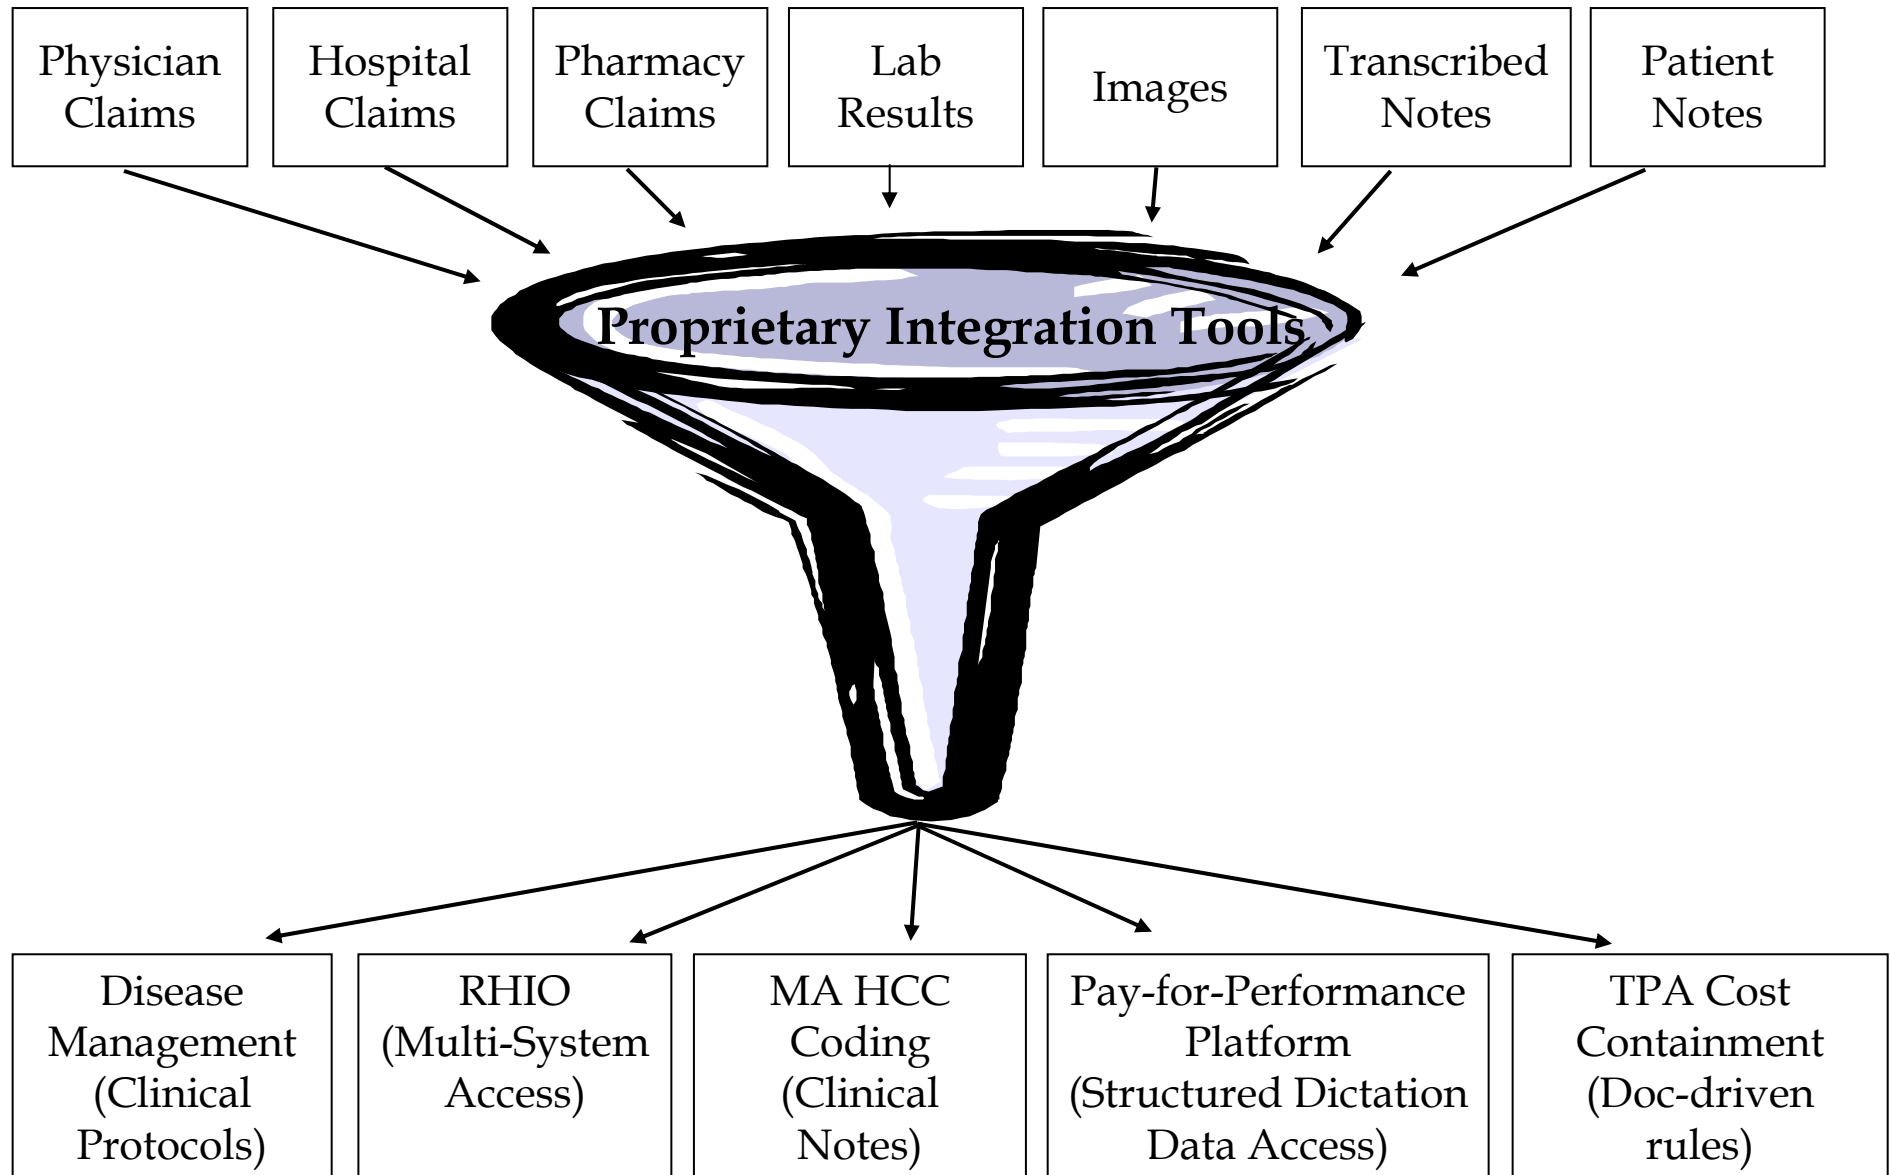 Physician
Claims
Hospital
Claims
Pharmacy
Claims
Lab
Results
Images
Transcribed
Notes
Patient
Notes
Proprietary Integration Tools
Disease
Management
(Clinical
Protocols)
RHIO
(Multi-System
Access)
MA HCC
Coding
(Clinical
Notes)
Pay-for-Performance
Platform
(Structured Dictation
Data Access)
TPA Cost
Containment
(Doc-driven
rules)